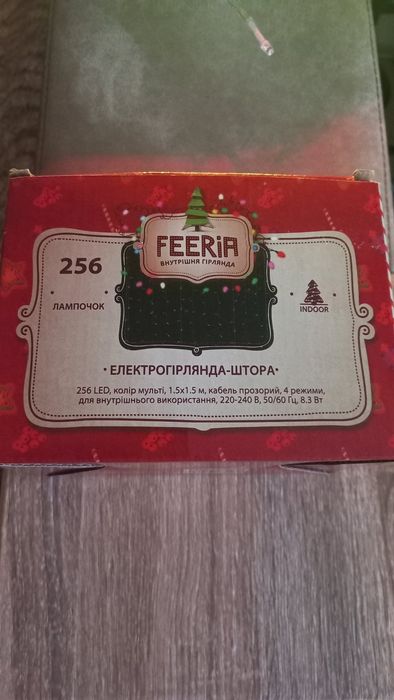 FEERiA
ВНУТРІШНЯ ГІРЛЯНДА
256
ЛАМПОЧОК
INDOOR
• ЕЛЕКТРОГІРЛЯНДА-ШТОРА •
256 LED, колір мульті, 1.5х1.5 м, кабель прозорий, 4 режими,
для внутрішнього використання, 220-240 В, 50/60 Гц, 8.3 Вт